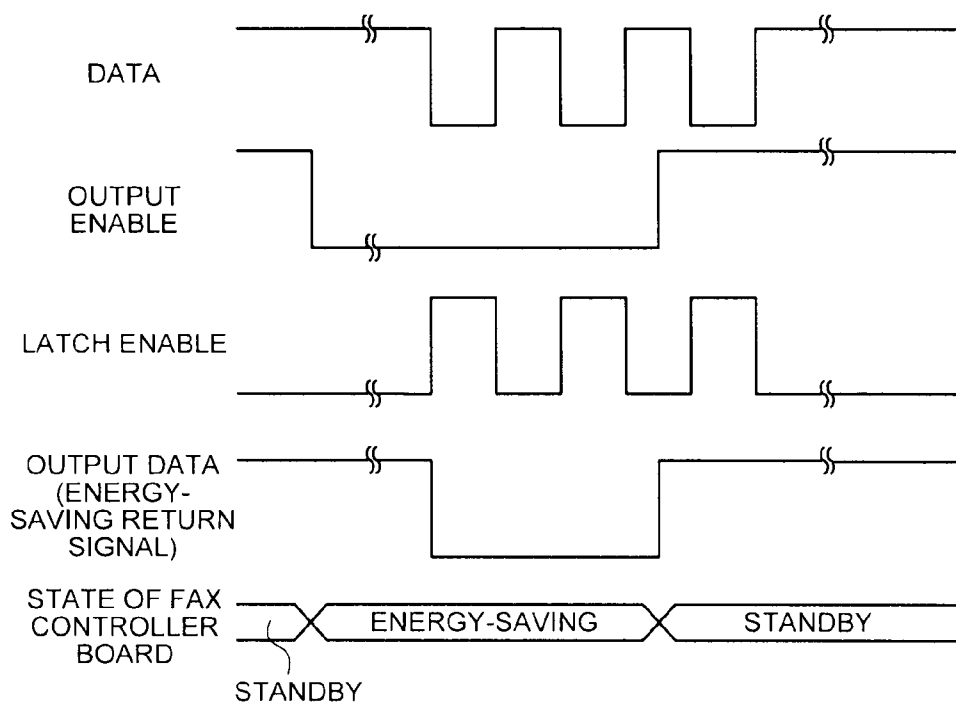 DATA
OUTPUT
ENABLE
LATCH ENABLE
OUTPUT DATA
(ENERGY-
SAVING RETURN
SIGNAL)
STATE OF FAX
CONTROLLER
BOARD
ENERGY-SAVING
STANDBY
STANDBY